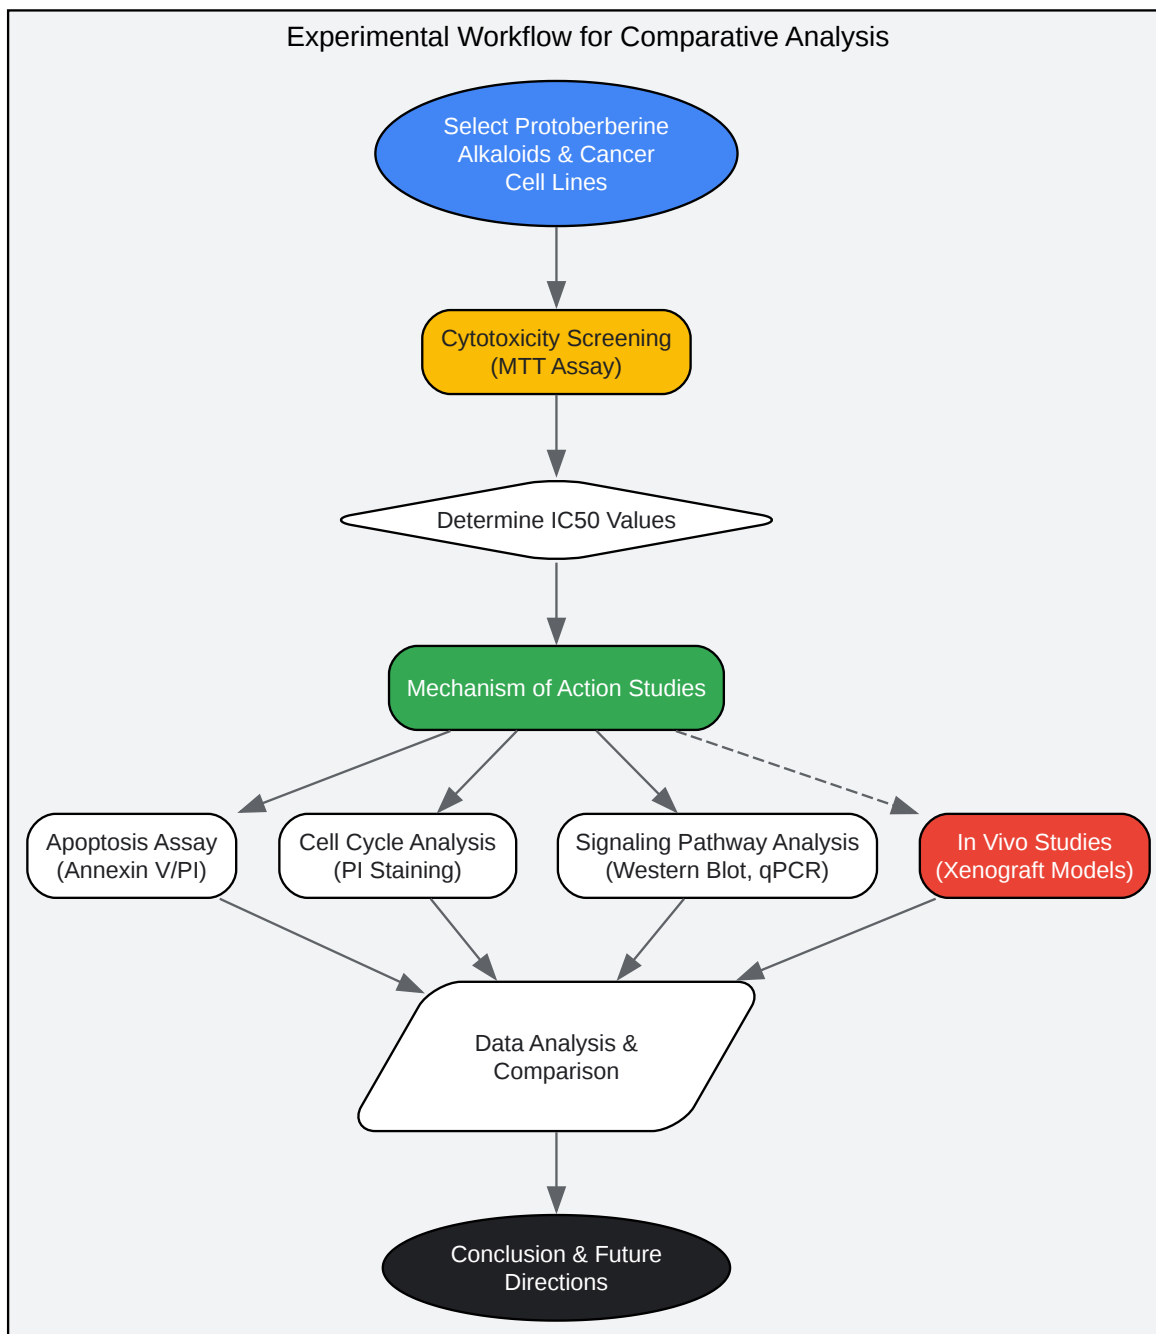 Experimental Workflow for Comparative Analysis
Select Protoberberine
Alkaloids & Cancer
Cell Lines
Cytotoxicity Screening
(MTT Assay)
Determine IC50 Values
Mechanism of Action Studies
Apoptosis Assay
(Annexin V/PI)
Cell Cycle Analysis
(PI Staining)
Signaling Pathway Analysis
(Western Blot, qPCR)
In Vivo Studies
(Xenograft Models)
Data Analysis &
Comparison
Conclusion & Future
Directions